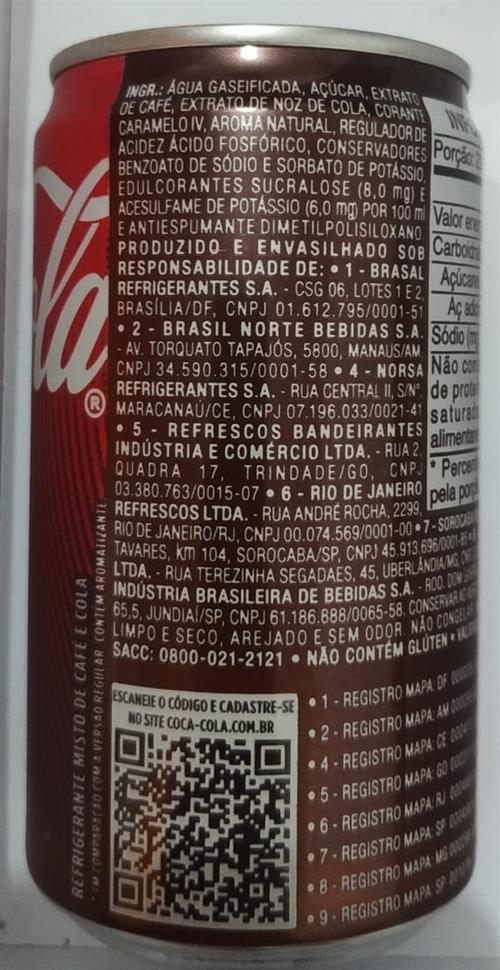 INGR.: ÁGUA GASEIFICADA, AÇÚCAR, EXTRATO
DE CAFÉ, EXTRATO DE NOZ DE COLA, CORANTE
CARAMELO IV, AROMA NATURAL, REGULADOR DE
ACIDEZ ÁCIDO FOSFÓRICO, CONSERVADORES
BENZOATO DE SÓDIO E SORBATO DE POTÁSSIO,
EDULCORANTES SUCRALOSE (8,0 mg) E
ACESULFAME DE POTÁSSIO (6,0 mg) POR 100 ml
E ANTIESPUMANTE DIMETILPOLISILOXANO
PRODUZIDO E ENVASILHADO SOB
RESPONSABILIDADE DE: • 1 - BRASAL
REFRIGERANTES S.A. - CSG 06, LOTES 1 E 2,
BRASÍLIA/DF, CNPJ 01.612.795/0001-51
• 2 - BRASIL NORTE BEBIDAS S.A.
- AV. TORQUATO TAPAJÓS, 5800, MANAUS/AM,
CNPJ 34.590.315/0001-58 • 4 - NORSA
REFRIGERANTES S.A. - RUA CENTRAL II, S/Nº
MARACANAÚ/CE, CNPJ 07.196.033/0021-41
• 5 - REFRESCOS BANDEIRANTES
INDÚSTRIA E COMÉRCIO LTDA. - RUA 2,
QUADRA 17, TRINDADE/GO, CNPJ
03.380.763/0015-07 • 6 - RIO DE JANEIRO
REFRESCOS LTDA. - RUA ANDRÉ ROCHA, 2299,
RIO DE JANEIRO/RJ, CNPJ 00.074.569/0001-00 • 7 - SOROCABA
TAVARES, km 104, SOROCABA/SP, CNPJ 45.913.696/0001-85 •
LTDA. - RUA TEREZINHA SEGADAES, 45, UBERLÂNDIA/MG,
INDÚSTRIA BRASILEIRA DE BEBIDAS S.A. - ROD. DOM
65,5, JUNDIAÍ/SP, CNPJ 61.186.888/0065-58. CONSERVAR AO
LIMPO E SECO, AREJADO E SEM ODOR. NÃO CONGELAR
SACC: 0800-021-2121 • NÃO CONTÉM GLÚTEN •
ESCANEIE O CÓDIGO E CADASTRE-SE
NO SITE COCA-COLA.COM.BR
• 1 - REGISTRO MAPA: DF
• 2 - REGISTRO MAPA: AM
• 4 - REGISTRO MAPA: CE
• 5 - REGISTRO MAPA: GO
• 6 - REGISTRO MAPA: RJ
• 7 - REGISTRO MAPA: SP
• 8 - REGISTRO MAPA: MG
• 9 - REGISTRO MAPA: SP
Porção:
Valor
Sódio
Não
de
* 
pela
REFRIGERANTE MISTO DE CAFÉ E COLA
*EM COMPARAÇÃO COM A VERSÃO REGULAR. CONTÉM AROMATIZANTE
®